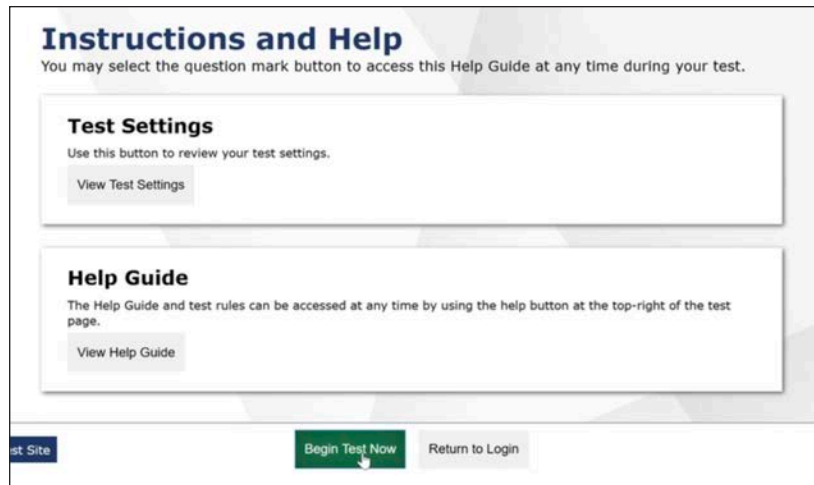 Instructions and Help
You may select the question mark button to access this Help Guide at any time during your test.
Test Settings
Use this button to review your test settings.
View Test Settings
Help Guide
The Help Guide and test rules can be accessed at any time by using the help button at the top-right of the test
page.
View Help Guide
st Site
Begin Test Now
Return to Login